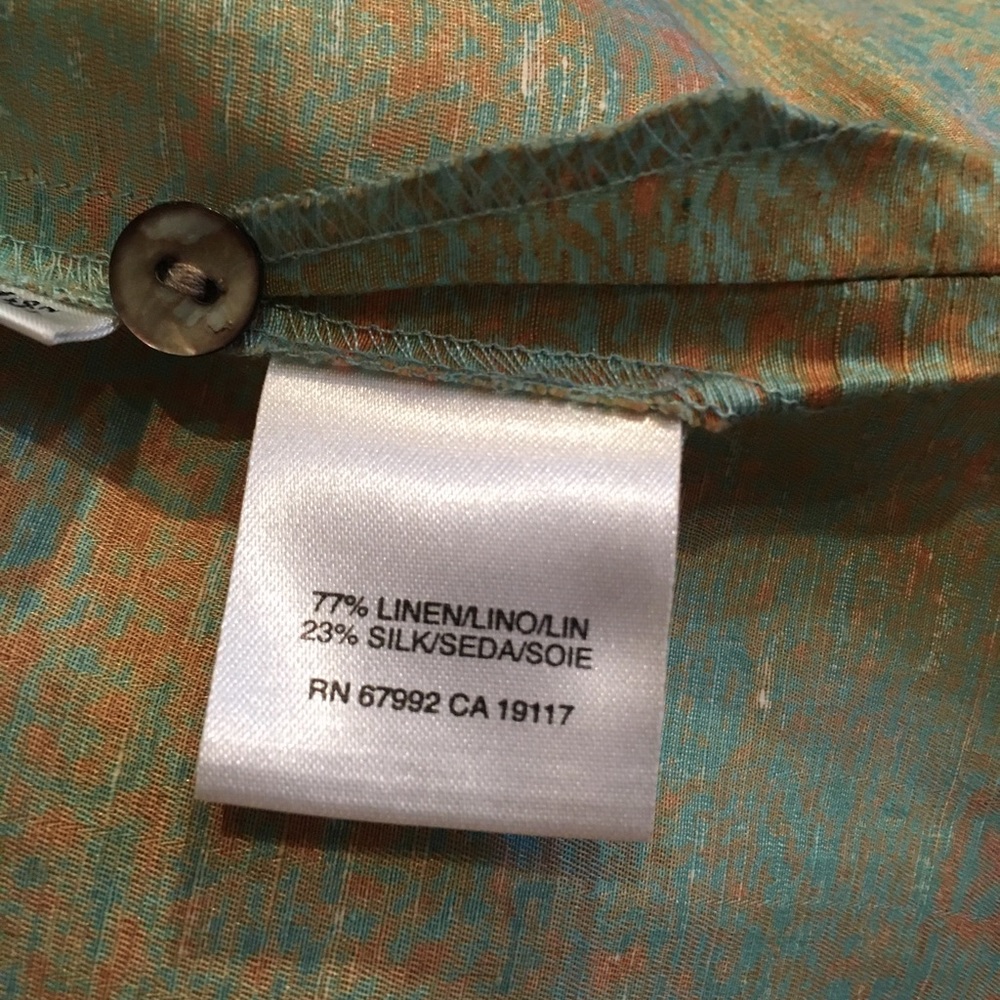 77% LINEN/LINO/LIN
23% SILK/SEDA/SOIE
RN 67992 CA 19117